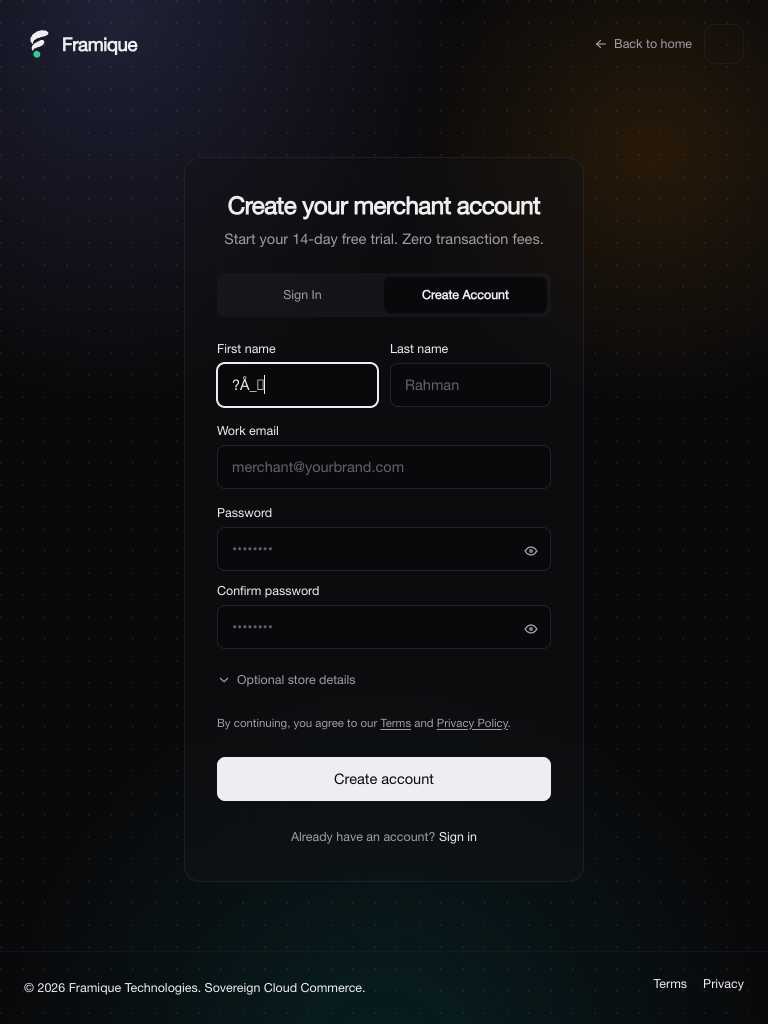 Framique
Back to home
Create your merchant account
Start your 14-day free trial. Zero transaction fees.
Sign In
Create Account
First name
Last name
?Å_▯
Rahman
Work email
merchant@yourbrand.com
Password
••••••••
Confirm password
••••••••
Optional store details
By continuing, you agree to our Terms and Privacy Policy.
Create account
Already have an account? Sign in
© 2026 Framique Technologies. Sovereign Cloud Commerce.
Terms
Privacy